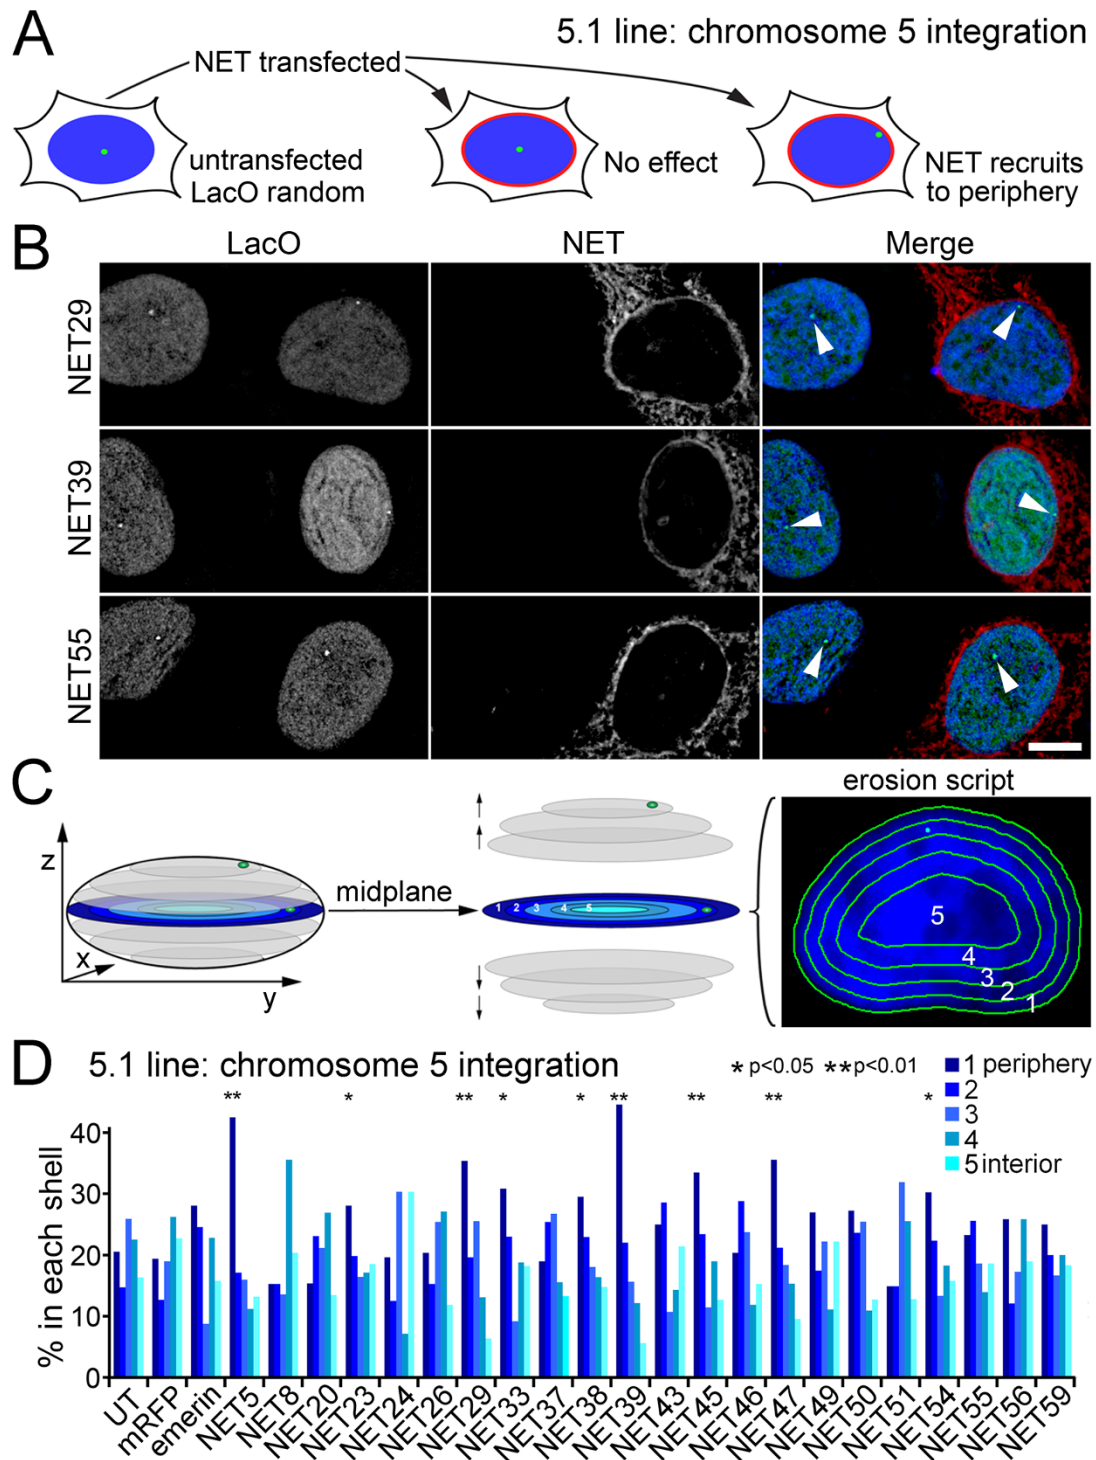 A
5.1 line: chromosome 5 integration
NET transfected
untransfected
LacO random
No effect
NET recruits
to periphery
B
LacO
NET
Merge
NET29
NET39
NET55
C
erosion script
z
x
y
midplane
1 2 3 4 5
5
4
3
2
1
D
5.1 line: chromosome 5 integration
* p<0.05 **p<0.01
1 periphery
2
3
4
5 interior
** * ** * * ** ** ** *
% in each shell
40
30
20
10
0
UT
mRFP
emerin
NET5
NET8
NET20
NET23
NET24
NET26
NET29
NET33
NET37
NET38
NET39
NET43
NET45
NET46
NET47
NET49
NET50
NET51
NET54
NET55
NET56
NET59